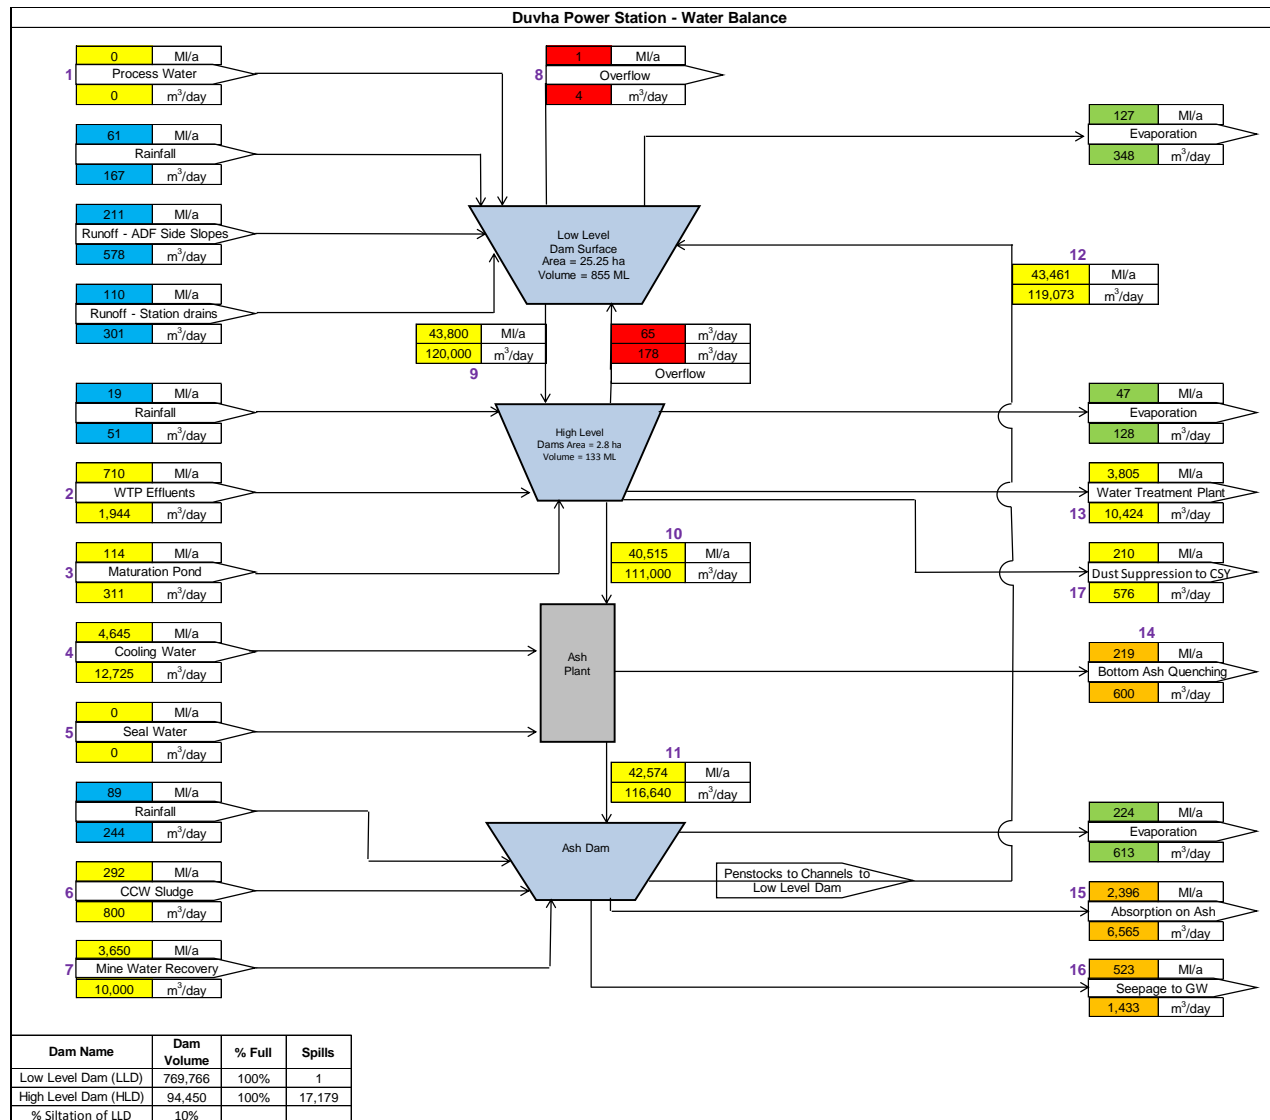 Duvha Power Station - Water Balance
0 Ml/a
1 Process Water
0 m³/day
1 Ml/a
8 Overflow
4 m³/day
61 Ml/a
Rainfall
167 m³/day
127 Ml/a
Evaporation
348 m³/day
211 Ml/a
Runoff - ADF Side Slopes
578 m³/day
Low Level
Dam Surface
Area = 25.25 ha
Volume = 855 ML
12
43,461 Ml/a
119,073 m³/day
110 Ml/a
Runoff - Station drains
301 m³/day
43,800 Ml/a
120,000 m³/day
9
65 m³/day
178 m³/day
Overflow
19 Ml/a
Rainfall
51 m³/day
High Level
Dams Area = 2.8 ha
Volume = 133 ML
47 Ml/a
Evaporation
128 m³/day
710 Ml/a
2 WTP Effluents
1,944 m³/day
3,805 Ml/a
Water Treatment Plant
13 10,424 m³/day
114 Ml/a
3 Maturation Pond
311 m³/day
10
40,515 Ml/a
111,000 m³/day
210 Ml/a
Dust Suppression to CSY
17 576 m³/day
4,645 Ml/a
4 Cooling Water
12,725 m³/day
Ash
Plant
14
219 Ml/a
Bottom Ash Quenching
600 m³/day
0 Ml/a
5 Seal Water
0 m³/day
11
42,574 Ml/a
116,640 m³/day
89 Ml/a
Rainfall
244 m³/day
Ash Dam
224 Ml/a
Evaporation
613 m³/day
292 Ml/a
6 CCW Sludge
800 m³/day
Penstocks to Channels to
Low Level Dam
15 2,396 Ml/a
Absorption on Ash
6,565 m³/day
3,650 Ml/a
7 Mine Water Recovery
10,000 m³/day
16 523 Ml/a
Seepage to GW
1,433 m³/day
Dam Name Dam Volume % Full Spills
Low Level Dam (LLD) 769,766 100% 1
High Level Dam (HLD) 94,450 100% 17,179
% Siltation of LLD 10%